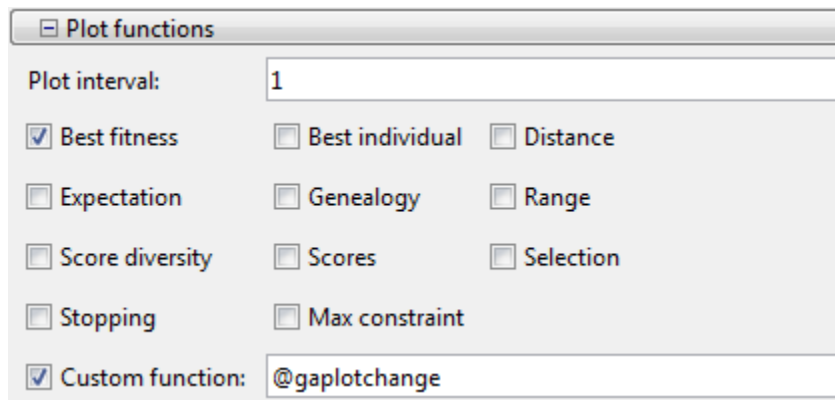 Plot functions
Plot interval: 1
Best fitness Best individual Distance
Expectation Genealogy Range
Score diversity Scores Selection
Stopping Max constraint
Custom function: @gaplotchange